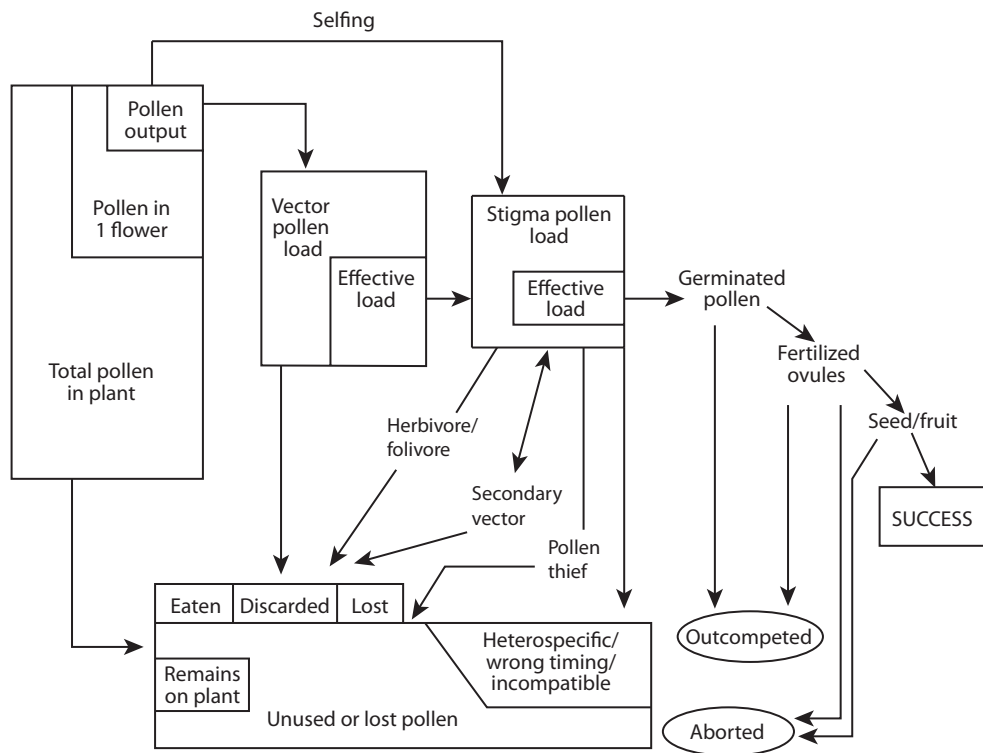 Selfing
Pollen
output
Pollen in
1 flower
Total pollen
in plant
Vector
pollen
load
Effective
load
Stigma pollen
load
Effective
load
Germinated
pollen
Fertilized
ovules
Seed/fruit
SUCCESS
Herbivore/
folivore
Secondary
vector
Pollen
thief
Eaten
Discarded
Lost
Heterospecific/
wrong timing/
incompatible
Remains
on plant
Unused or lost pollen
Outcompeted
Aborted